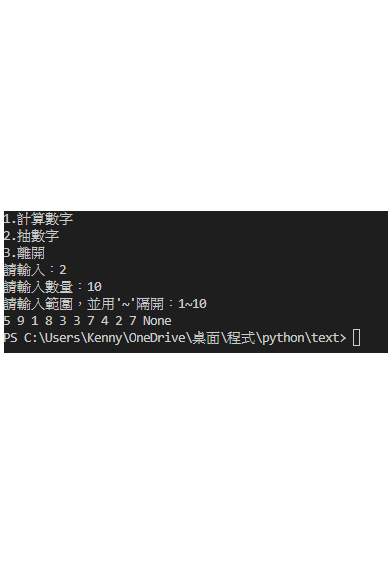 1.計算數字
2.抽數字
3.離開
請輸入：2
請輸入數量：10
請輸入範圍，並用'~'隔開：1~10
5 9 1 8 3 3 7 4 2 7 None
PS C:\Users\Kenny\OneDrive\桌面\程式\python\text>